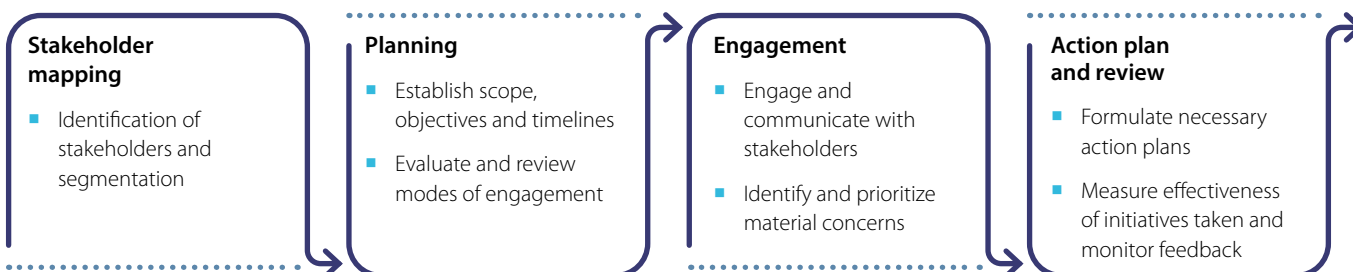 Stakeholder
mapping
■ Identification of
stakeholders and
segmentation
Planning
■ Establish scope,
objectives and timelines
■ Evaluate and review
modes of engagement
Engagement
■ Engage and
communicate with
stakeholders
■ Identify and prioritize
material concerns
Action plan
and review
■ Formulate necessary
action plans
■ Measure effectiveness
of initiatives taken and
monitor feedback